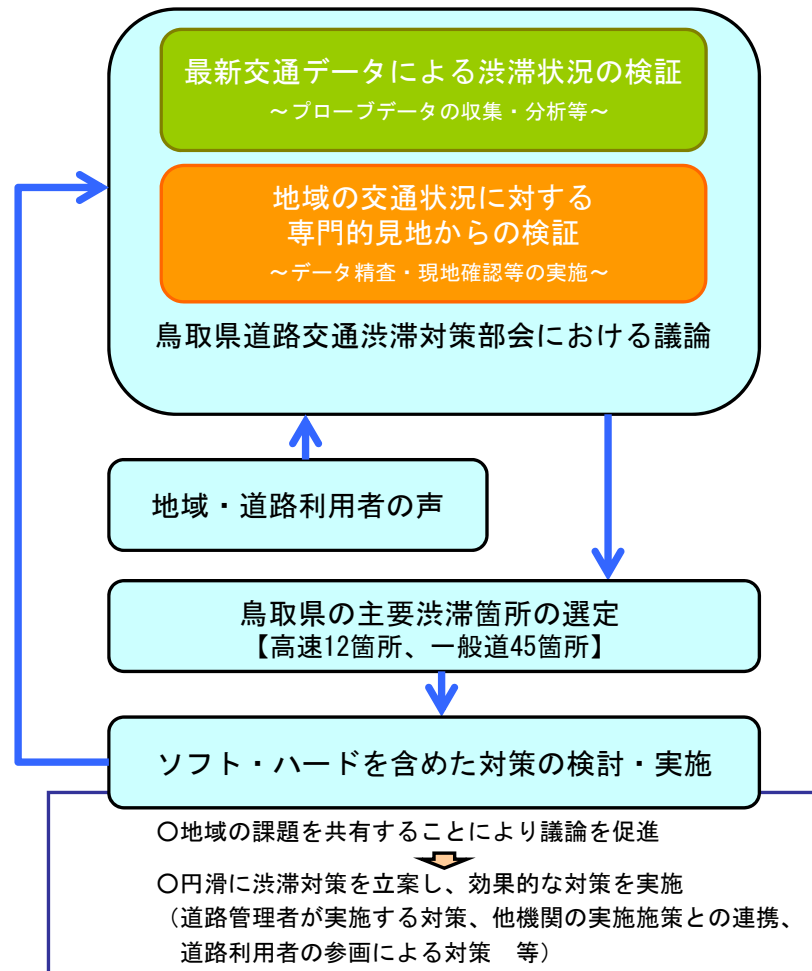 最新交通データによる渋滞状況の検証
～プローブデータの収集・分析等～
地域の交通状況に対する
専門的見地からの検証
～データ精査・現地確認等の実施～
鳥取県道路交通渋滞対策部会における議論
地域・道路利用者の声
鳥取県の主要渋滞箇所の選定
【高速12箇所、一般道45箇所】
ソフト・ハードを含めた対策の検討・実施
○地域の課題を共有することにより議論を促進
○円滑に渋滞対策を立案し、効果的な対策を実施
（道路管理者が実施する対策、他機関の実施施策との連携、
道路利用者の参画による対策　等）